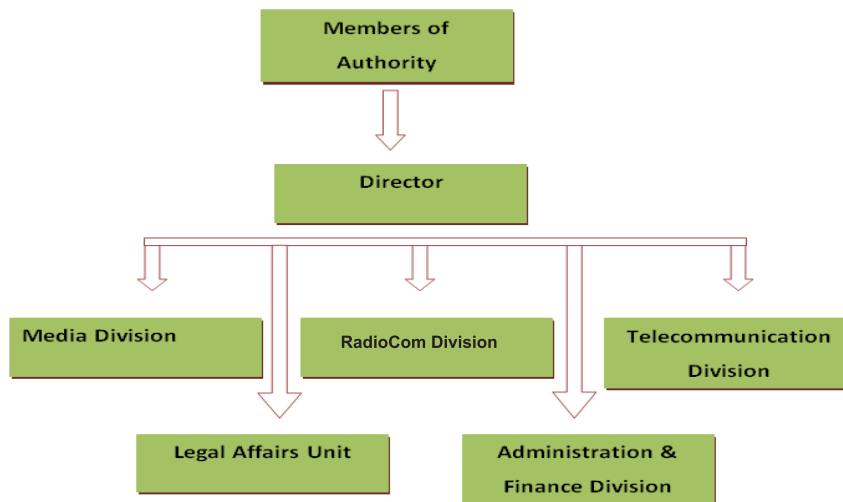 Members of
Authority
Director
Media Division
RadioCom Division
Telecommunication
Division
Legal Affairs Unit
Administration &
Finance Division